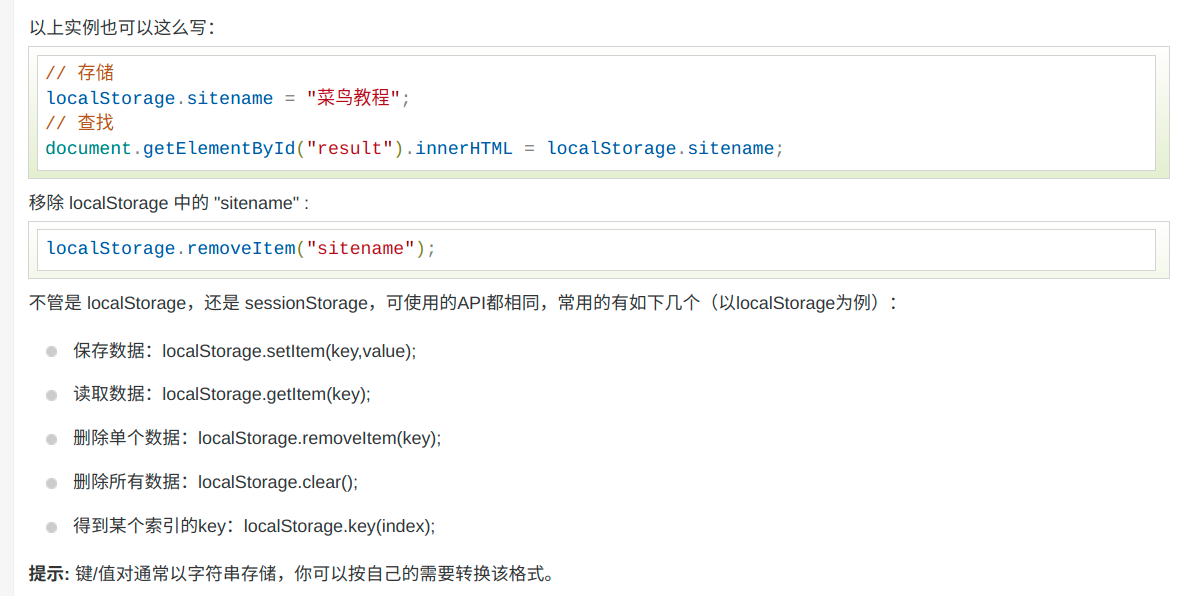 以上实例也可以这么写：
// 存储
localStorage.sitename = "菜鸟教程";
// 查找
document.getElementById("result").innerHTML = localStorage.sitename;
移除 localStorage 中的 "sitename" :
localStorage.removeItem("sitename");
不管是 localStorage，还是 sessionStorage，可使用的API都相同，常用的有如下几个（以localStorage为例）：
保存数据：localStorage.setItem(key,value);
读取数据：localStorage.getItem(key);
删除单个数据：localStorage.removeItem(key);
删除所有数据：localStorage.clear();
得到某个索引的key：localStorage.key(index);
提示: 键/值对通常以字符串存储，你可以按自己的需要转换该格式。